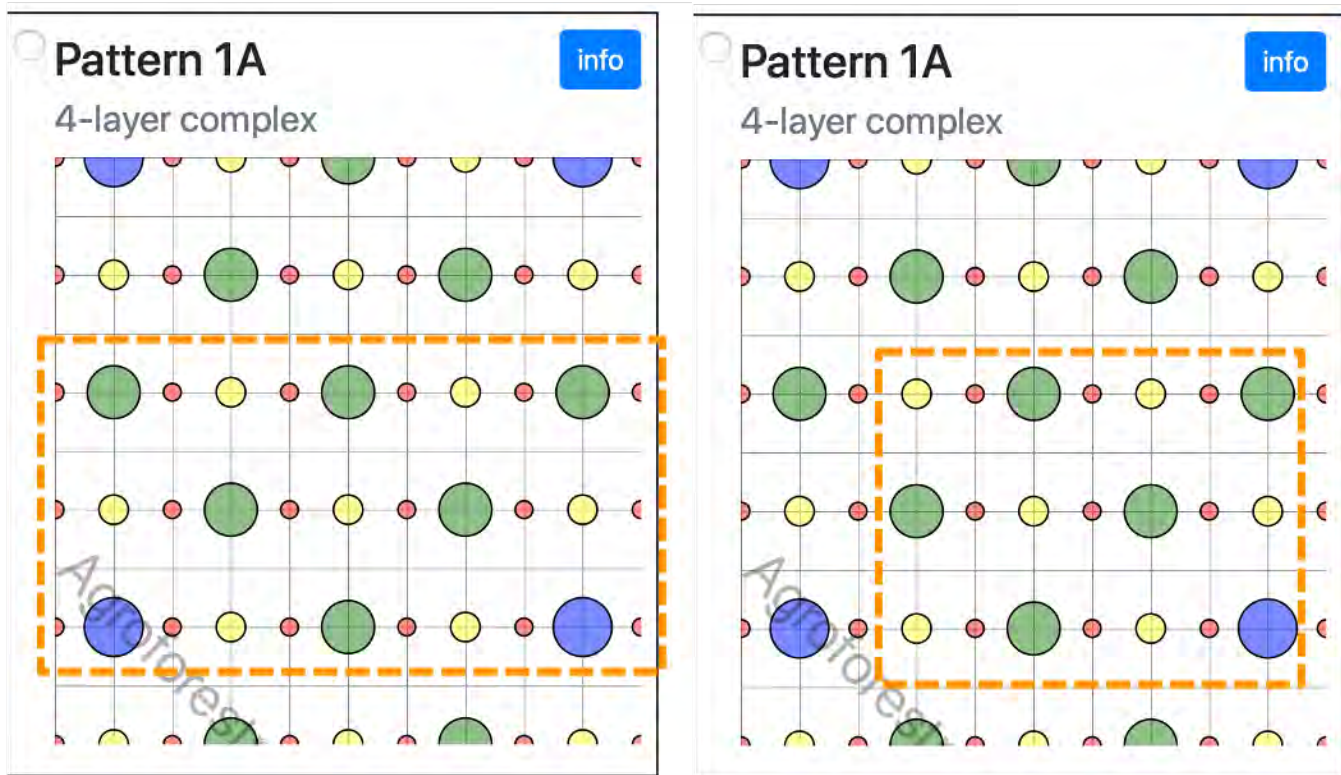 Pattern 1A
info
4-layer complex
Pattern 1A
info
4-layer complex